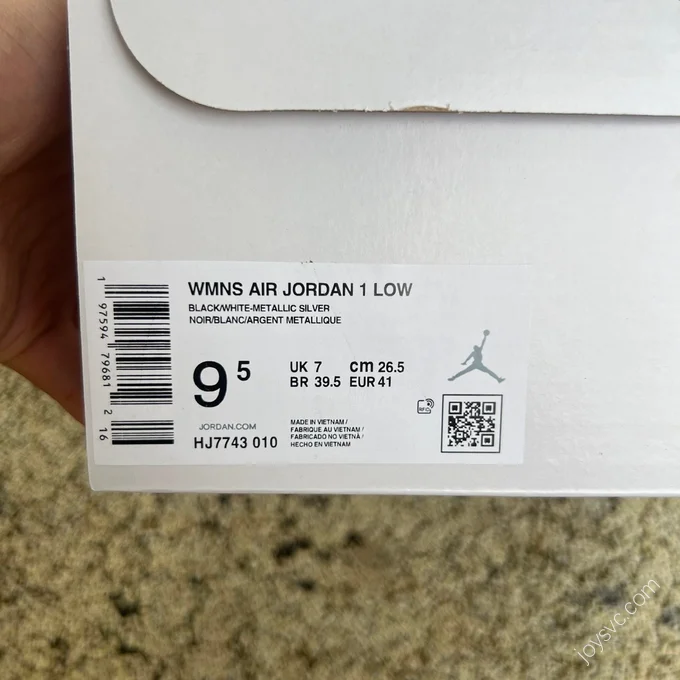 WMNS AIR JORDAN 1 LOW
BLACK/WHITE-METALLIC SILVER
NOIR/BLANC/ARGENT METALLIQUE
9 5
UK 7 cm 26.5
BR 39.5 EUR 41
JORDAN.COM
HJ7743 010
MADE IN VIETNAM /
FABRIQUE AU VIETNAM /
FABRICADO NO VIETNÃ /
HECHO EN VIETNAM
RFID
1 97594 79681 2 16
joysvc.com